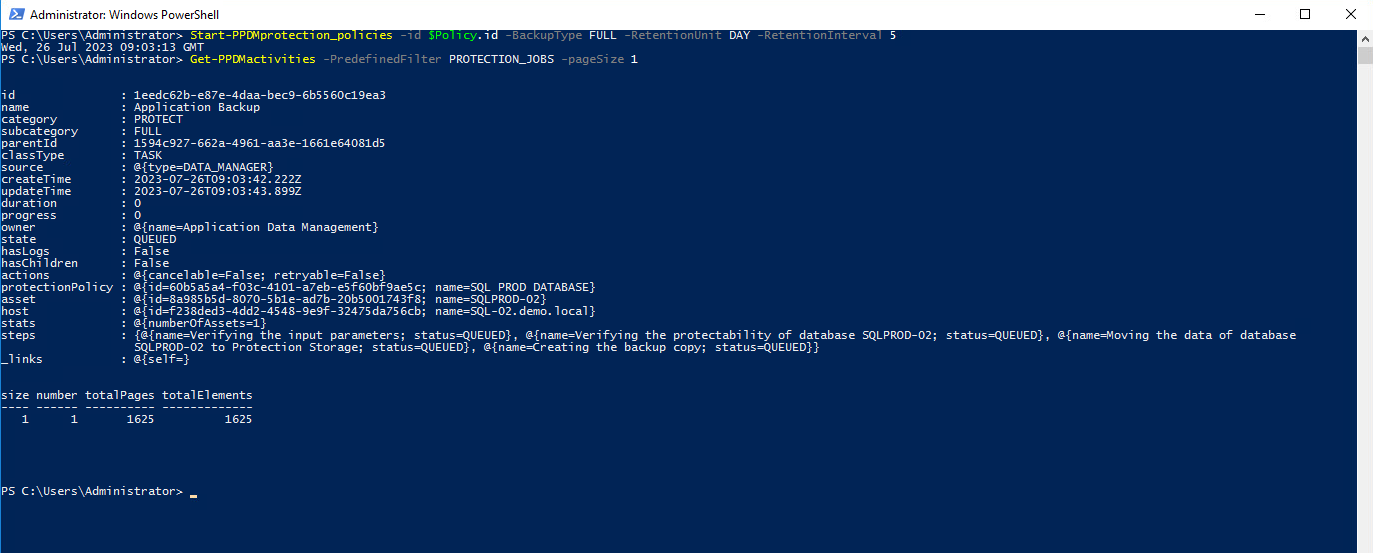 Administrator: Windows PowerShell
PS C:\Users\Administrator> Start-PPDMprotection_policies -id $Policy.id -BackupType FULL -RetentionUnit DAY -RetentionInterval 5
Wed, 26 Jul 2023 09:03:13 GMT
PS C:\Users\Administrator> Get-PPDMactivities -PredefinedFilter PROTECTION_JOBS -pageSize 1
id : 1eedc62b-e87e-4daa-bec9-6b5560c19ea3
name : Application Backup
category : PROTECT
subcategory : FULL
parentId : 1594c927-662a-4961-aa3e-1661e64081d5
classType : TASK
source : @{type=DATA_MANAGER}
createTime : 2023-07-26T09:03:42.222Z
updateTime : 2023-07-26T09:03:43.899Z
duration : 0
progress : 0
owner : @{name=Application Data Management}
state : QUEUED
hasLogs : False
hasChildren : False
actions : @{cancelable=False; retryable=False}
protectionPolicy : @{id=60b5a5a4-f03c-4101-a7eb-e5f60bf9ae5c; name=SQL PROD DATABASE}
asset : @{id=8a985b5d-8070-5b1e-ad7b-20b5001743f8; name=SQLPROD-02}
host : @{id=f238ded3-4dd2-4548-9e9f-32475da756cb; name=SQL-02.demo.local}
stats : @{numberOfAssets=1}
steps : {@{name=Verifying the input parameters; status=QUEUED}, @{name=Verifying the protectability of database SQLPROD-02; status=QUEUED}, @{name=Moving the data of database
SQLPROD-02 to Protection Storage; status=QUEUED}, @{name=Creating the backup copy; status=QUEUED}}
_links : @{self=}
size number totalPages totalElements
---- ------ ---------- -------------
1 1 1625 1625
PS C:\Users\Administrator> _